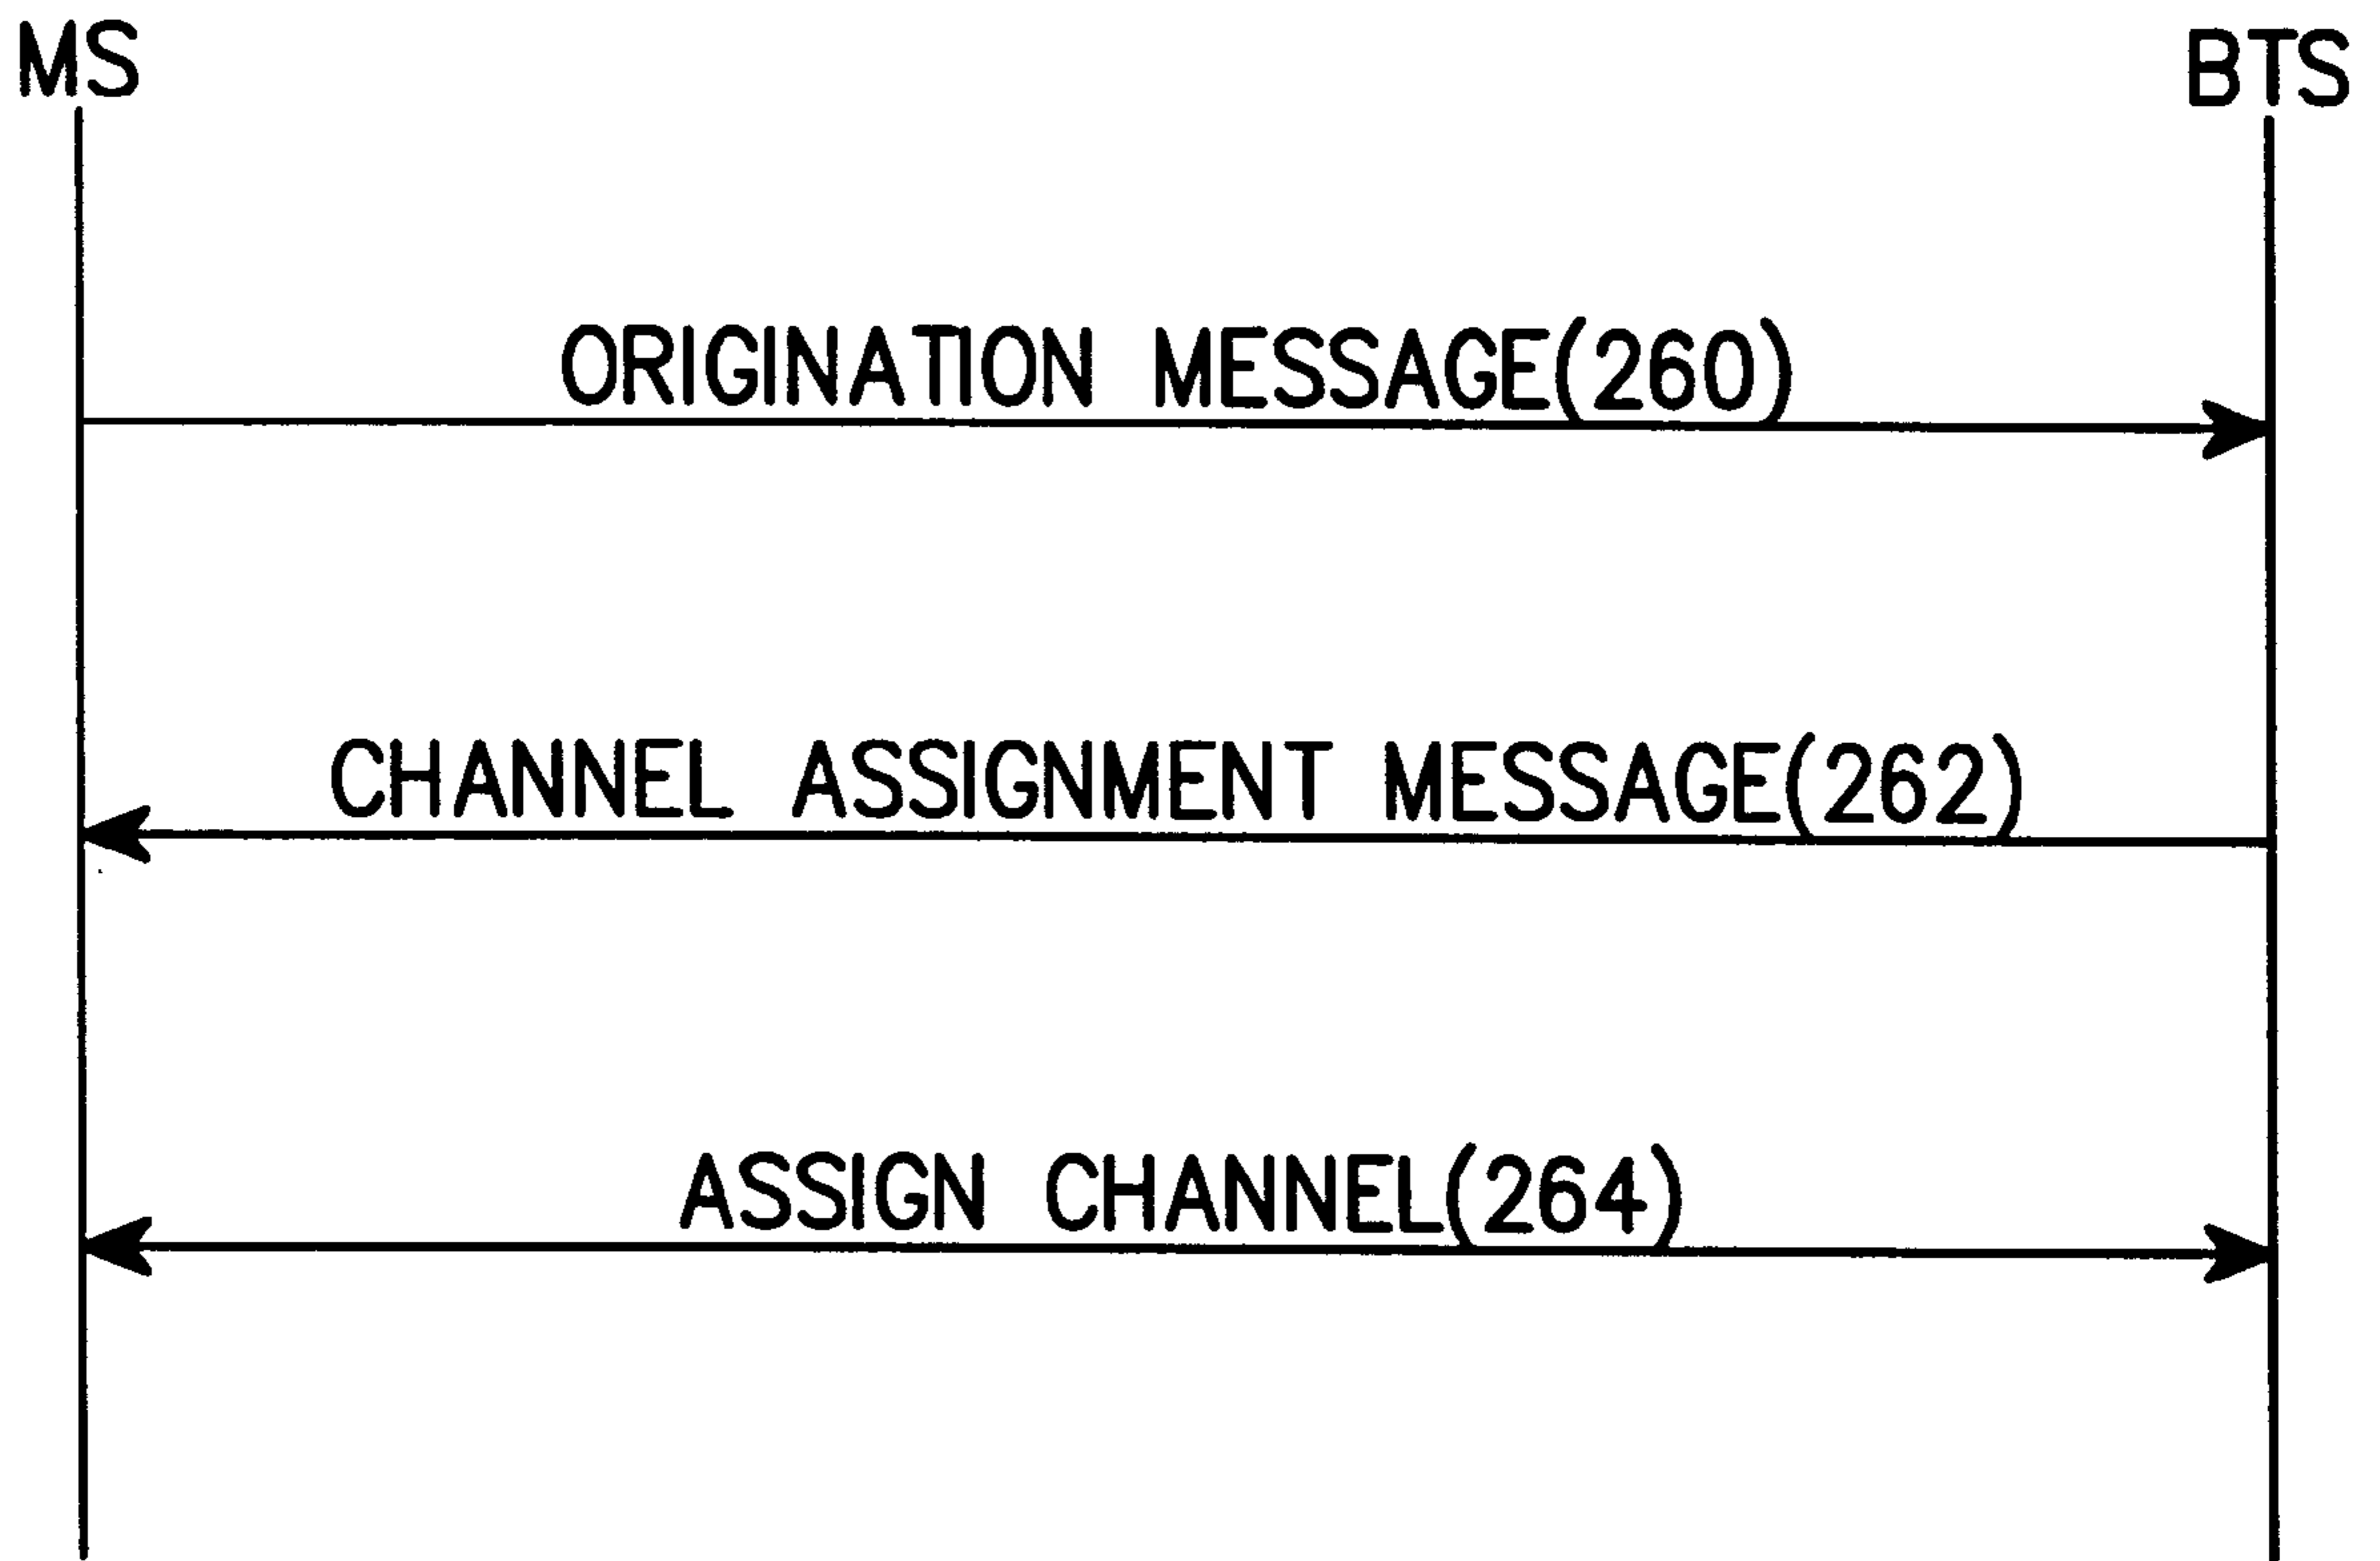 MS
BTS
ORIGINATION MESSAGE(260)
CHANNEL ASSIGNMENT MESSAGE(262)
ASSIGN CHANNEL(264)